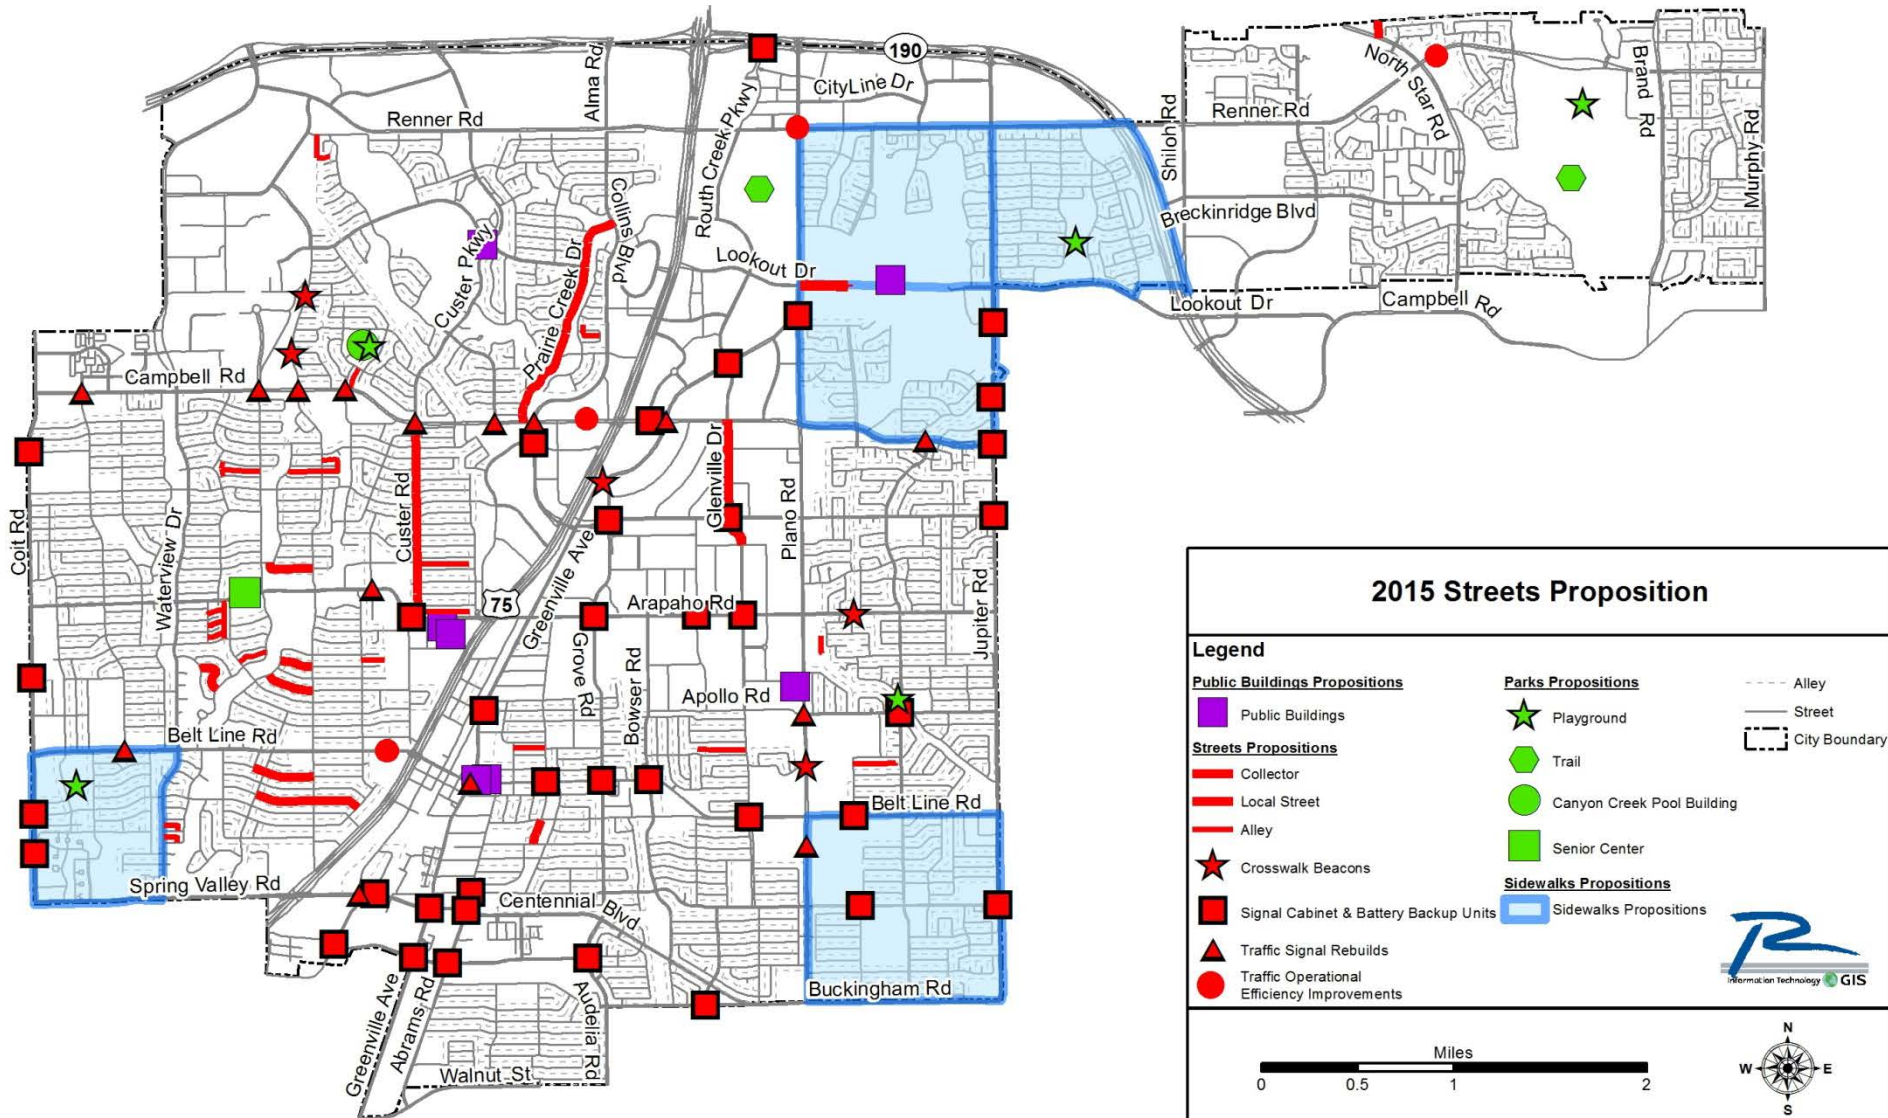 190
Alma Rd
CityLine Dr
Renner Rd
Routh Creek Pkwy
Shiloh Rd
Renner Rd
North Star Rd
Brand Rd
Murphy Rd
Collins Blvd
Custer Pkwy
Prairie Creek Dr
Lookout Dr
Breckinridge Blvd
Lookout Dr
Campbell Rd
Campbell Rd
Coit Rd
Waterview Dr
Custer Rd
Glenville Dr
Plano Rd
Greenville Ave
75
Arapaho Rd
Jupiter Rd
Grove Rd
Bowser Rd
Apollo Rd
Belt Line Rd
Belt Line Rd
Spring Valley Rd
Centennial Blvd
Buckingham Rd
Greenville Ave
Abrams Rd
Audelia Rd
Walnut St
2015 Streets Proposition
Legend
Public Buildings Propositions
Public Buildings
Streets Propositions
Collector
Local Street
Alley
Crosswalk Beacons
Signal Cabinet & Battery Backup Units
Traffic Signal Rebuilds
Traffic Operational
Efficiency Improvements
Parks Propositions
Playground
Trail
Canyon Creek Pool Building
Senior Center
Sidewalks Propositions
Sidewalks Propositions
Alley
Street
City Boundary
Information Technology GIS
Miles
0 0.5 1 2
N
W E
S